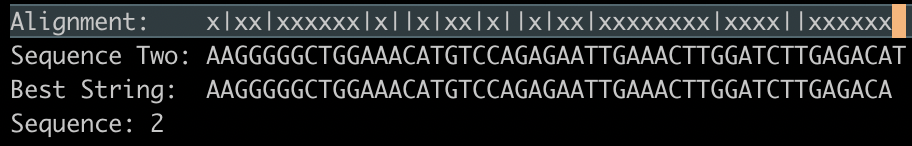 Alignment:    x|xx|xxxxxx|x||x|xx|x||x|xx|xxxxxxxx|xxxx||xxxxxx
Sequence Two: AAGGGGGCTGGAAACATGTCCAGAGAATTGAAACTTGGATCTTGAGACAT
Best String:  AAGGGGGCTGGAAACATGTCCAGAGAATTGAAACTTGGATCTTGAGACA
Sequence: 2